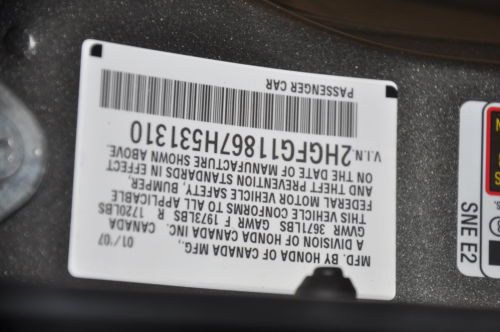 MFD. BY HONDA OF CANADA MFG.,
A DIVISION OF HONDA CANADA INC.  CANADA
01/'07
GVWR 3671LBS GAWR F 1973LBS R 1720LBS
THIS VEHICLE CONFORMS TO ALL APPLICABLE
FEDERAL MOTOR VEHICLE SAFETY, BUMPER,
AND THEFT PREVENTION STANDARDS IN EFFECT
ON THE DATE OF MANUFACTURE SHOWN ABOVE.
V.I.N. 2HGFG11867H531310
PASSENGER CAR
SNE E2